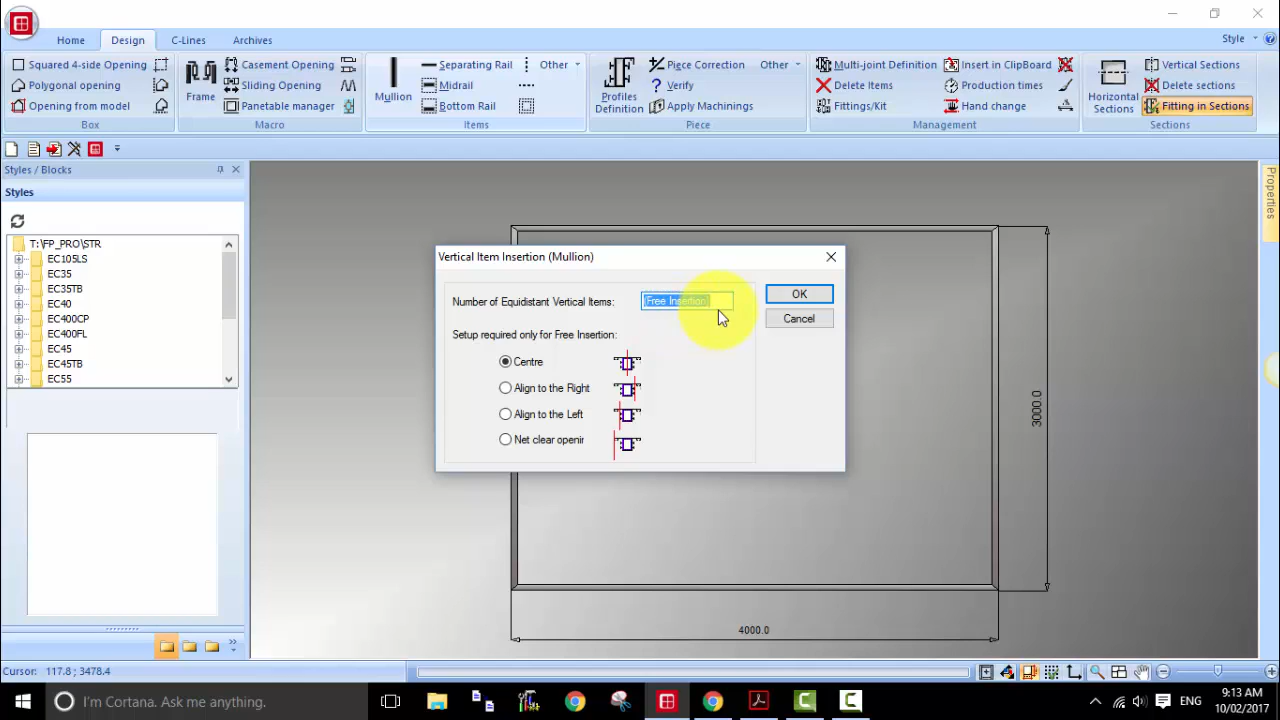 Style
Home
Design
C-Lines
Archives
Squared 4-side Opening
Polygonal opening
Opening from model
Box
Frame
Casement Opening
Sliding Opening
Panetable manager
Macro
Mullion
Separating Rail
Midrail
Bottom Rail
Other
Items
Profiles
Definition
Piece Correction
Verify
Apply Machinings
Other
Piece
Multi-joint Definition
Delete Items
Fittings/Kit
Insert in ClipBoard
Production times
Hand change
Management
Horizontal
Sections
Vertical Sections
Delete sections
Fitting in Sections
Sections
Styles / Blocks
Styles
T:\FP_PRO\STR
EC105LS
EC35
EC35TB
EC40
EC400CP
EC400FL
EC45
EC45TB
EC55
Properties
Vertical Item Insertion (Mullion)
Number of Equidistant Vertical Items:
(Free Insertion)
OK
Cancel
Setup required only for Free Insertion:
Centre
Align to the Right
Align to the Left
Net clear openir
3000.0
4000.0
Cursor: 117.8 ; 3478.4
I'm Cortana. Ask me anything.
ENG
9:13 AM
10/02/2017